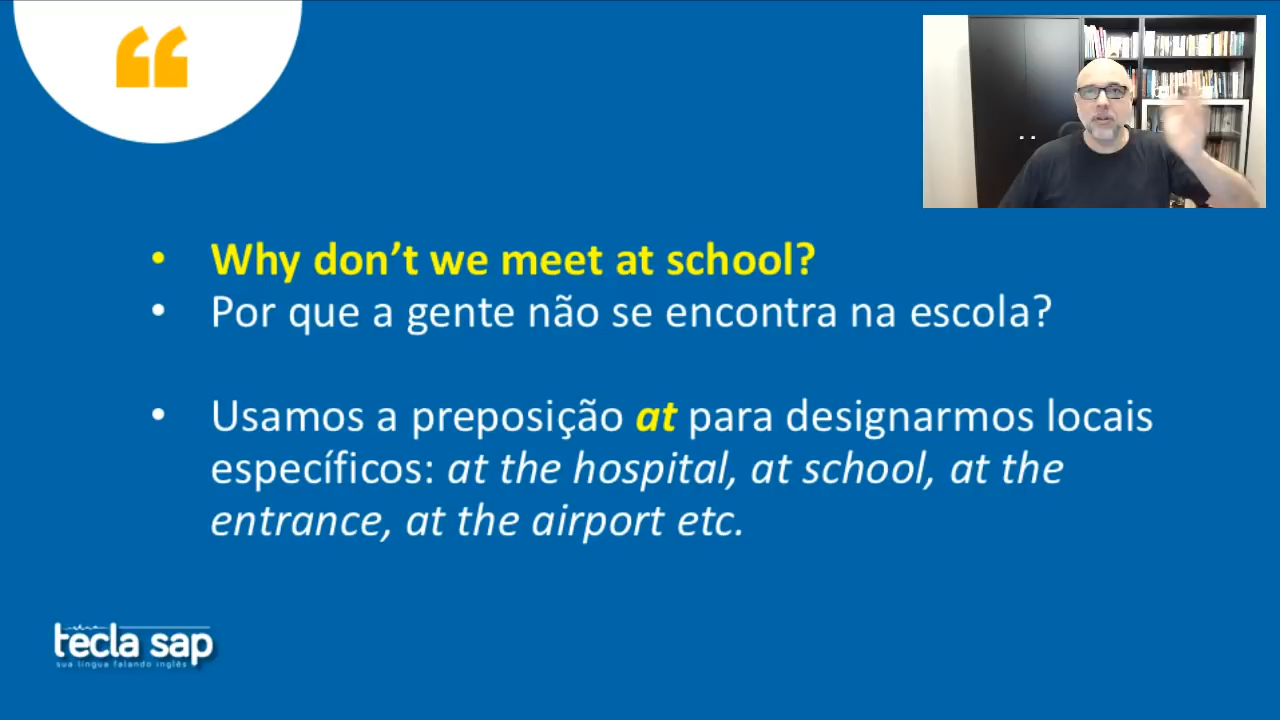 Why don't we meet at school?
Por que a gente não se encontra na escola?
Usamos a preposição at para designarmos locais
específicos: at the hospital, at school, at the
entrance, at the airport etc.
tecla sap
sua língua falando inglês